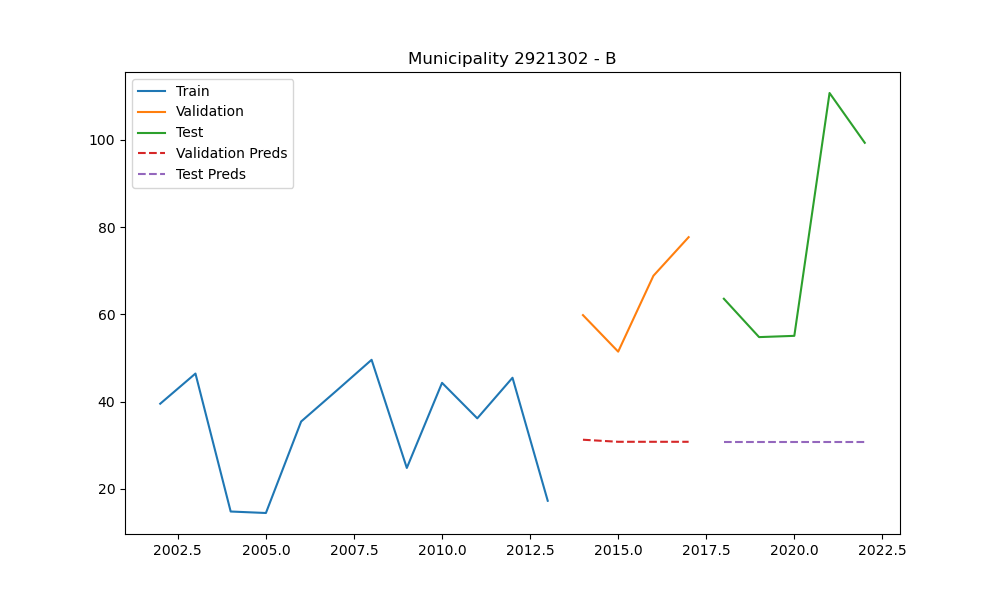 Municipality 2921302 - B
Train
Validation
Test
Validation Preds
Test Preds
100
80
60
40
20
2002.5 2005.0 2007.5 2010.0 2012.5 2015.0 2017.5 2020.0 2022.5